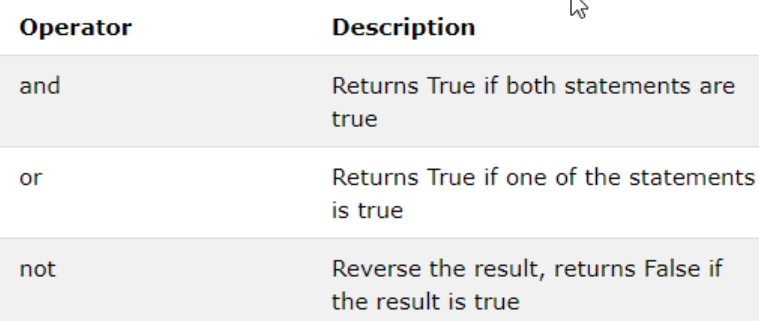 Operator Description
and Returns True if both statements are
true
or Returns True if one of the statements
is true
not Reverse the result, returns False if
the result is true